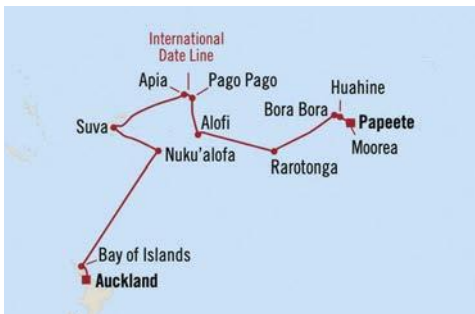 International
Date Line
Apia
Pago Pago
Huahine
Bora Bora
Papeete
Suva
Alofi
Moorea
Nuku'alofa
Rarotonga
Bay of Islands
Auckland